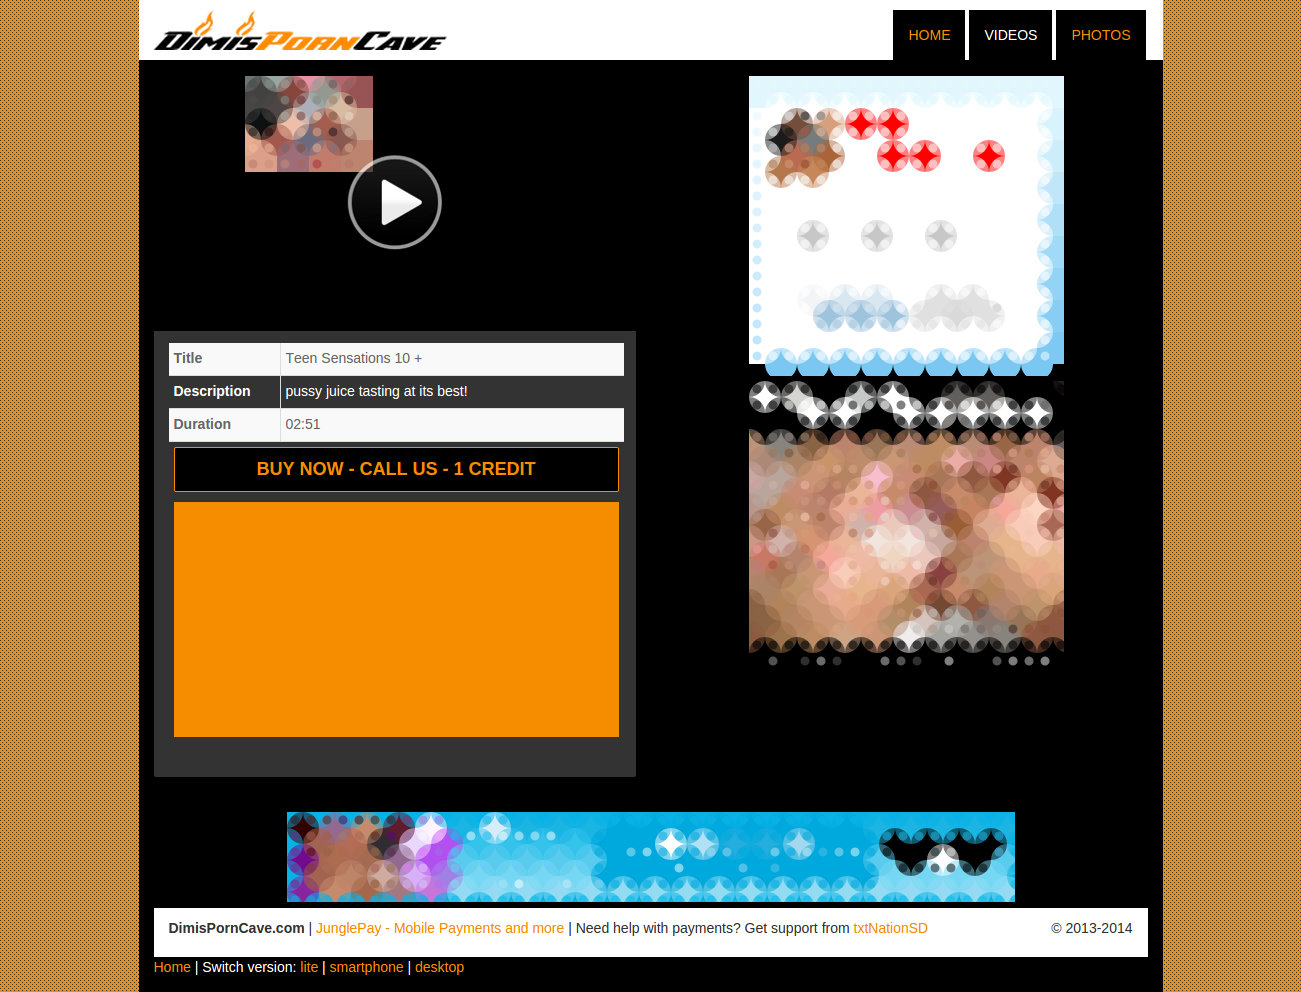 DimisPornCave
HOME VIDEOS PHOTOS
Title Teen Sensations 10 +
Description pussy juice tasting at its best!
Duration 02:51
BUY NOW - CALL US - 1 CREDIT
DimisPornCave.com | JunglePay - Mobile Payments and more | Need help with payments? Get support from txtNationSD © 2013-2014
Home | Switch version: lite | smartphone | desktop